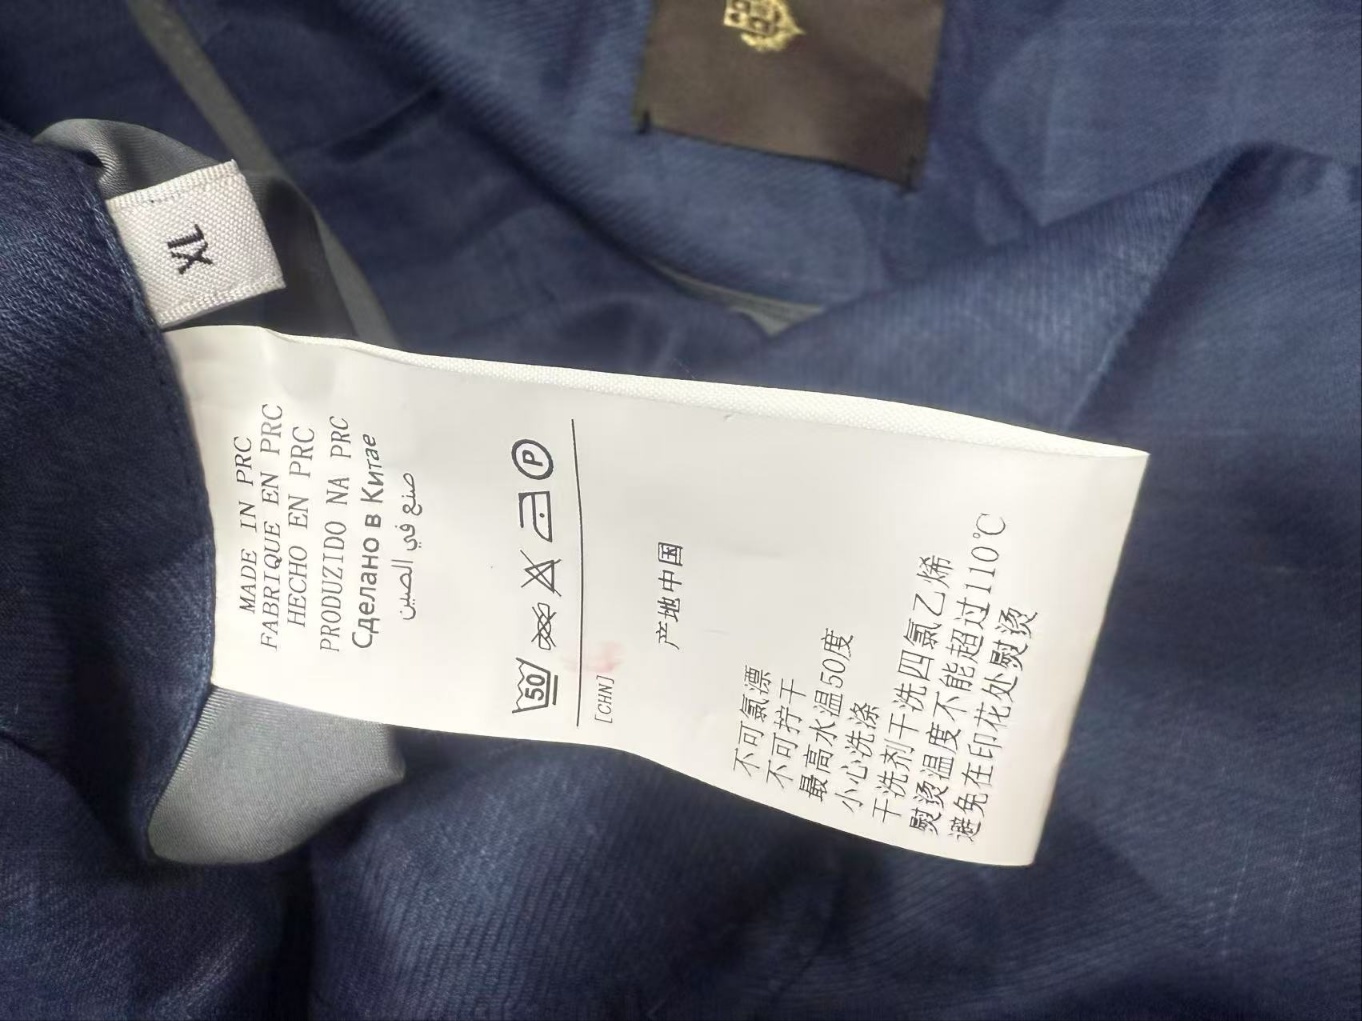 XL
MADE IN PRC
FABRIQUE EN PRC
HECHO EN PRC
PRODUZIDO NA PRC
Сделано в Китае
صنع في الصين
50
P
[CHN]
产地中国
不可氯漂
不可拧干
最高水温50度
小心洗涤
干洗剂干洗四氯乙烯
熨烫温度不能超过110℃
避免在印花处熨烫